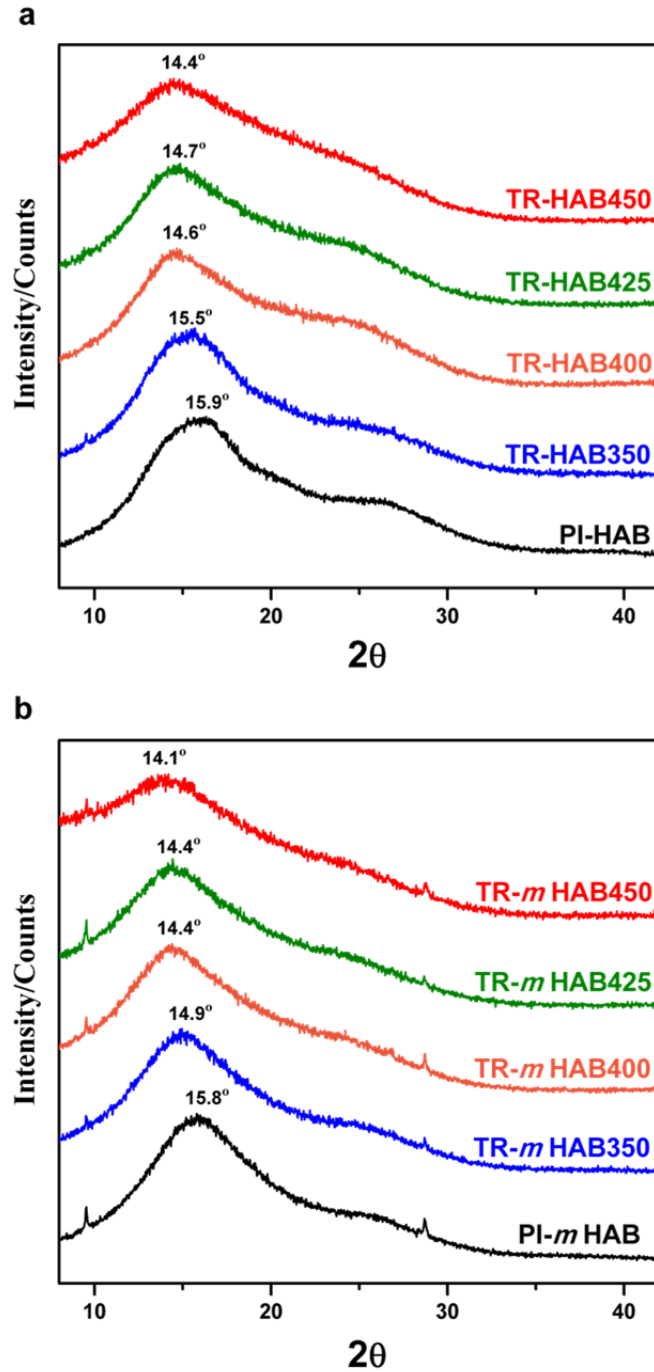 a
14.4°
TR-HAB450
14.7°
TR-HAB425
14.6°
TR-HAB400
15.5°
TR-HAB350
15.9°
PI-HAB
Intensity/Counts
10 20 30 40
2θ
b
14.1°
TR-m HAB450
14.4°
TR-m HAB425
14.4°
TR-m HAB400
14.9°
TR-m HAB350
15.8°
PI-m HAB
Intensity/Counts
10 20 30 40
2θ